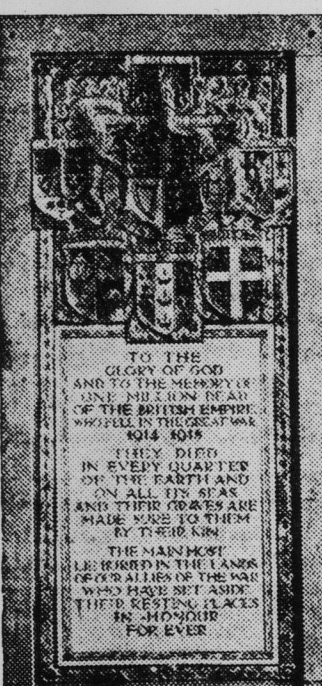 TO THE
GLORY OF GOD
AND TO THE MEMORY OF
ONE MILLION DEAD
OF THE BRITISH EMPIRE
WHO FELL IN THE GREAT WAR
1914 1918
THEY DIED
IN EVERY QUARTER
OF THE EARTH AND
ON ALL ITS SEAS
AND THEIR GRAVES ARE
MADE SURE TO THEM
BY THEIR KIN
THE MAIN HOST
LIE BURIED IN THE LANDS
OF OUR ALLIES OF THE WAR
WHO HAVE SET ASIDE
THEIR RESTING PLACES
IN HONOUR
FOR EVER